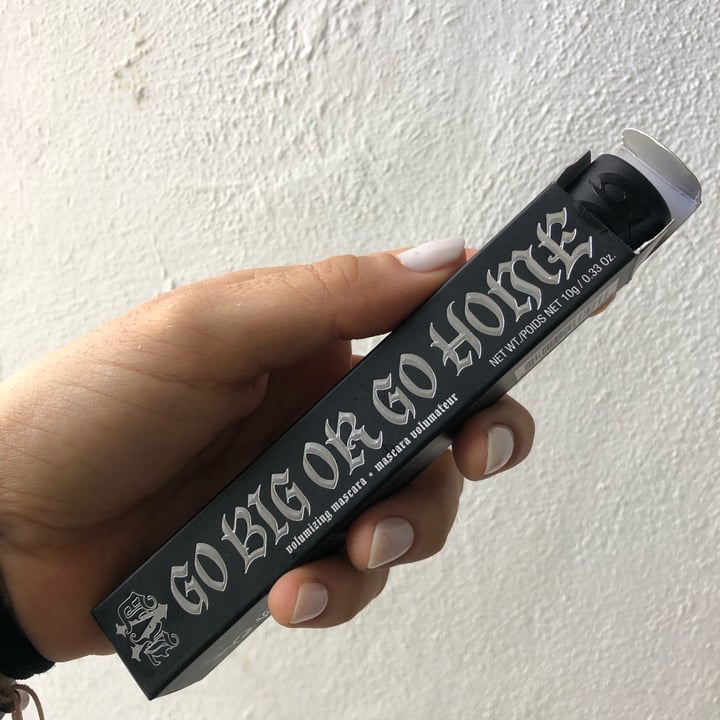 GO BIG OR GO HOME
volumizing mascara • mascara volumateur
NET WT./POIDS NET 10g / 0.33 Oz.